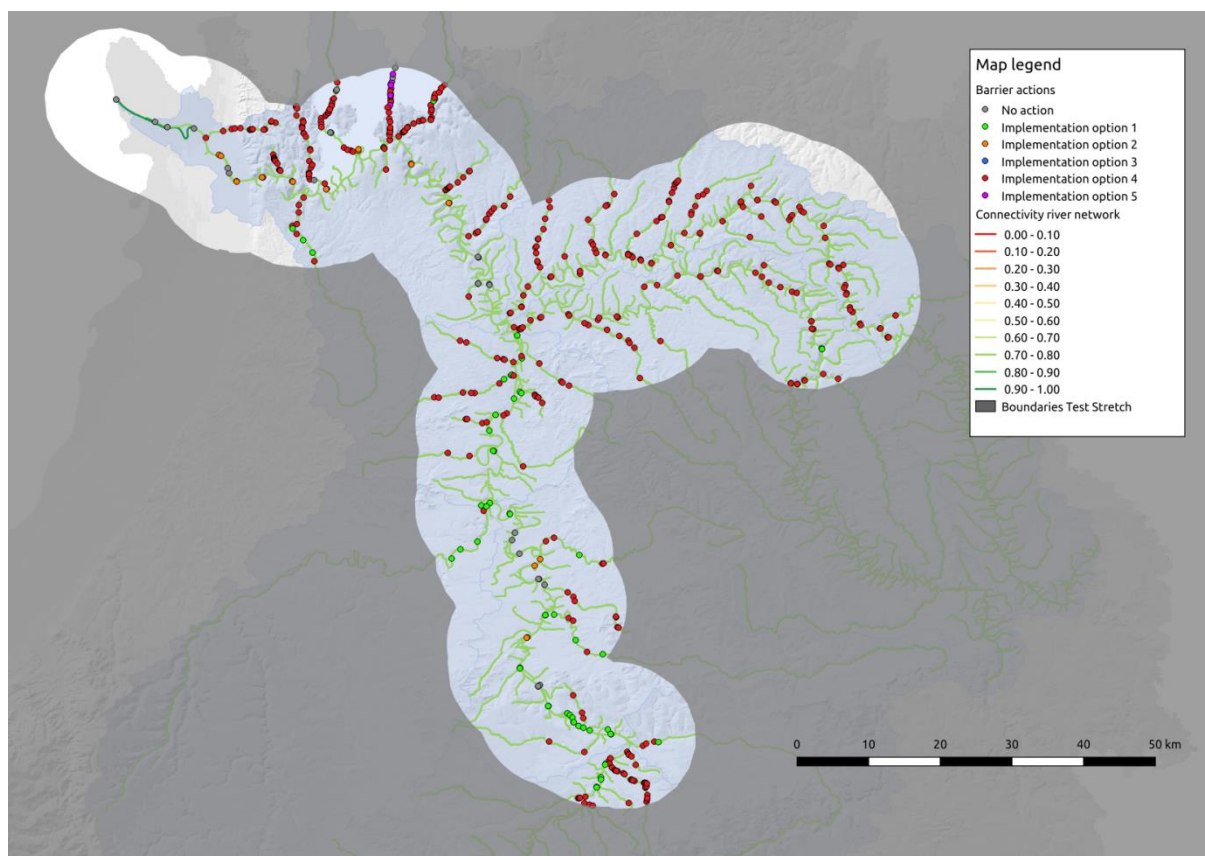 Map legend
Barrier actions
No action
Implementation option 1
Implementation option 2
Implementation option 3
Implementation option 4
Implementation option 5
Connectivity river network
0.00 - 0.10
0.10 - 0.20
0.20 - 0.30
0.30 - 0.40
0.40 - 0.50
0.50 - 0.60
0.60 - 0.70
0.70 - 0.80
0.80 - 0.90
0.90 - 1.00
Boundaries Test Stretch
0 10 20 30 40 50 km